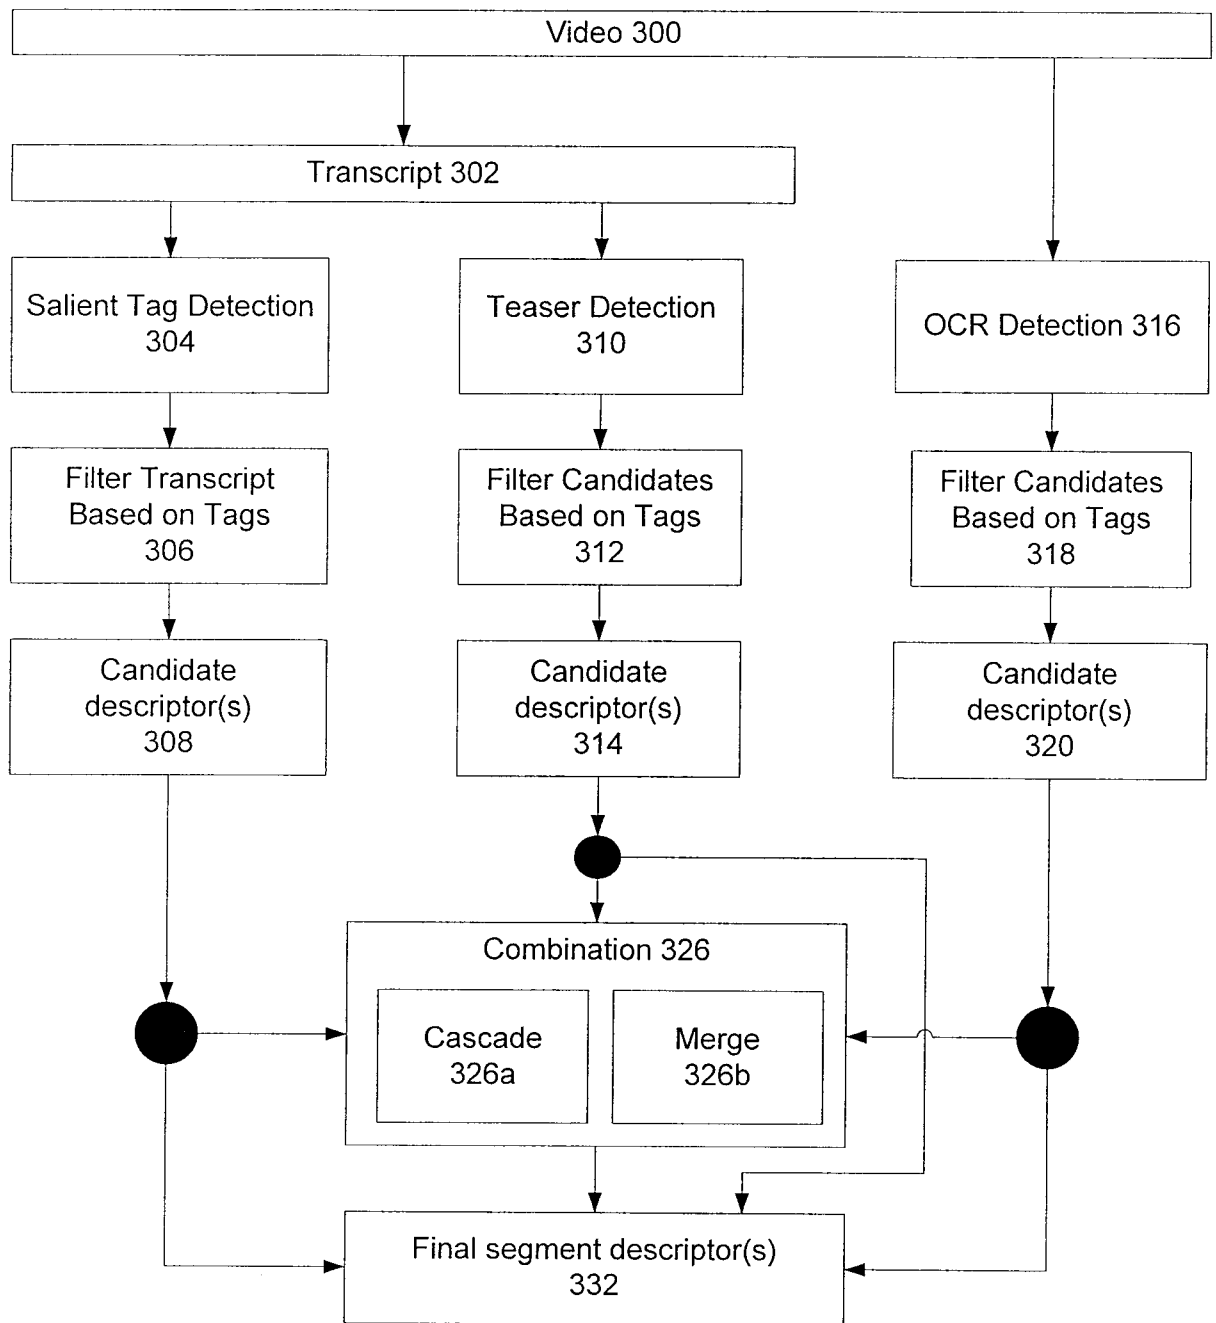 Video 300
Transcript 302
Salient Tag Detection
304
Teaser Detection
310
OCR Detection 316
Filter Transcript
Based on Tags
306
Filter Candidates
Based on Tags
312
Filter Candidates
Based on Tags
318
Candidate
descriptor(s)
308
Candidate
descriptor(s)
314
Candidate
descriptor(s)
320
Combination 326
Cascade
326a
Merge
326b
Final segment descriptor(s)
332